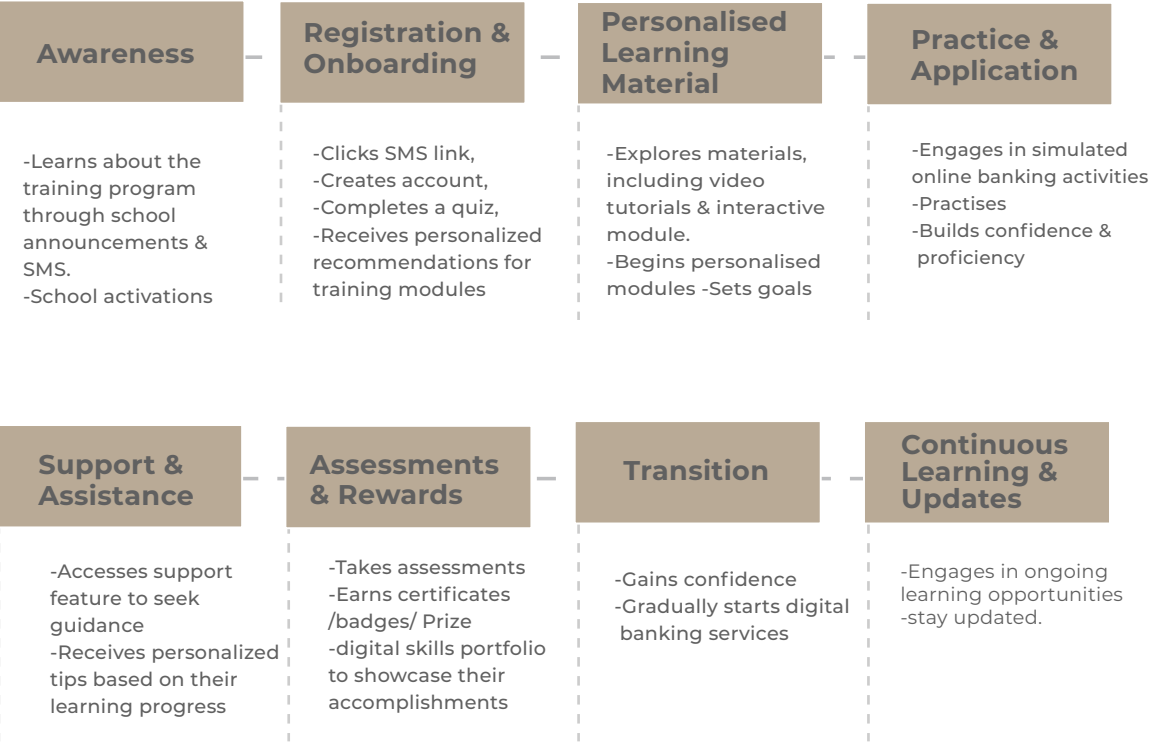 Awareness
-Learns about the
training program
through school
announcements &
SMS.
-School activations
Registration &
Onboarding
-Clicks SMS link,
-Creates account,
-Completes a quiz,
-Receives personalized
recommendations for
training modules
Personalised
Learning
Material
-Explores materials,
including video
tutorials & interactive
module.
-Begins personalised
modules -Sets goals
Practice &
Application
-Engages in simulated
online banking activities
-Practises
-Builds confidence &
proficiency
Support &
Assistance
-Accesses support
feature to seek
guidance
-Receives personalized
tips based on their
learning progress
Assessments
& Rewards
-Takes assessments
-Earns certificates
/badges/ Prize
-digital skills portfolio
to showcase their
accomplishments
Transition
-Gains confidence
-Gradually starts digital
banking services
Continuous
Learning &
Updates
-Engages in ongoing
learning opportunities
-stay updated.